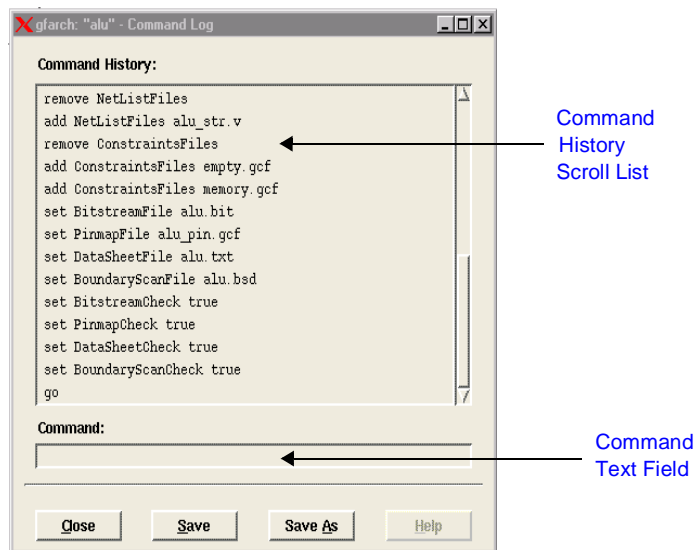 gfarch: "alu" - Command Log
Command History:
remove NetListFiles
add NetListFiles alu_str.v
remove ConstraintsFiles
add ConstraintsFiles empty.gcf
add ConstraintsFiles memory.gcf
set BitstreamFile alu.bit
set PinmapFile alu_pin.gcf
set DataSheetFile alu.txt
set BoundaryScanFile alu.bsd
set BitstreamCheck true
set PinmapCheck true
set DataSheetCheck true
set BoundaryScanCheck true
go
Command:
Close Save Save As Help
Command
History
Scroll List
Command
Text Field